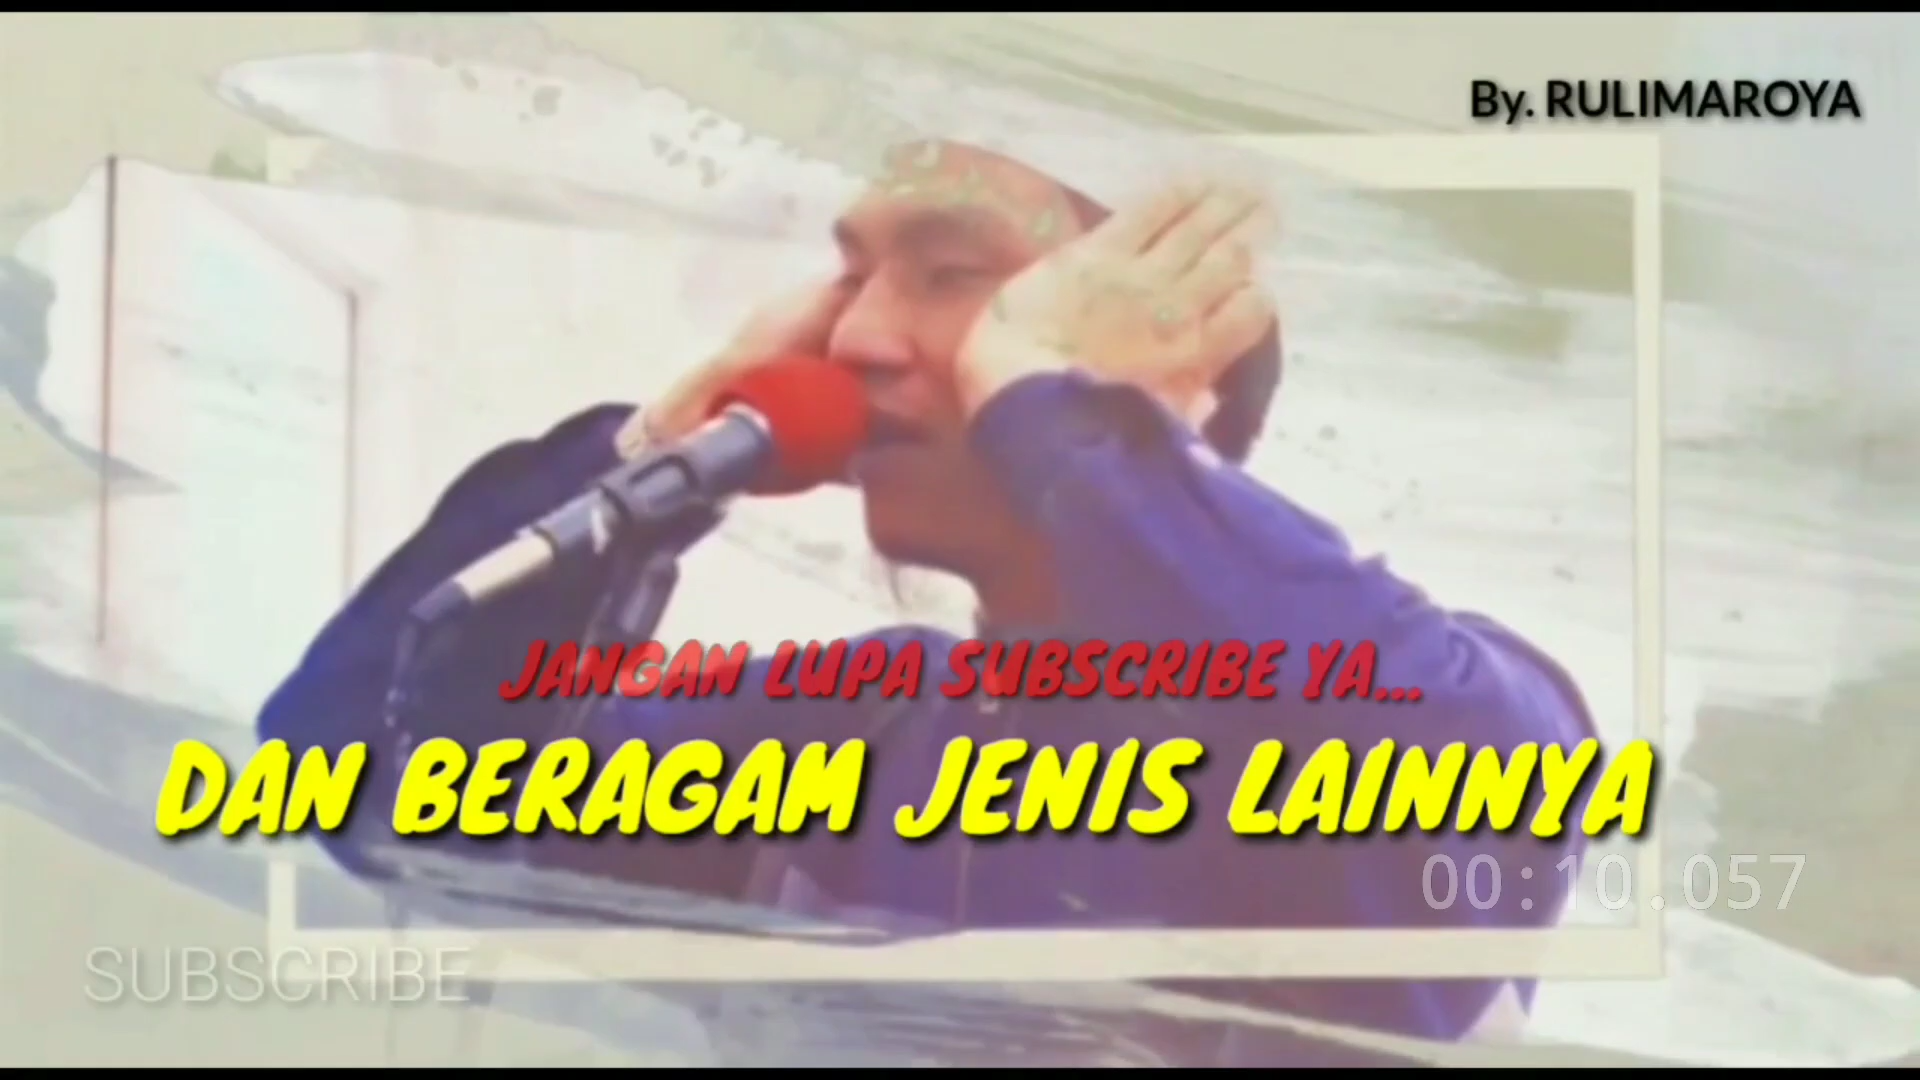 By. RULIMAROYA
JANGAN LUPA SUBSCRIBE YA...
DAN BERAGAM JENIS LAINNYA
00:10.057
SUBSCRIBE